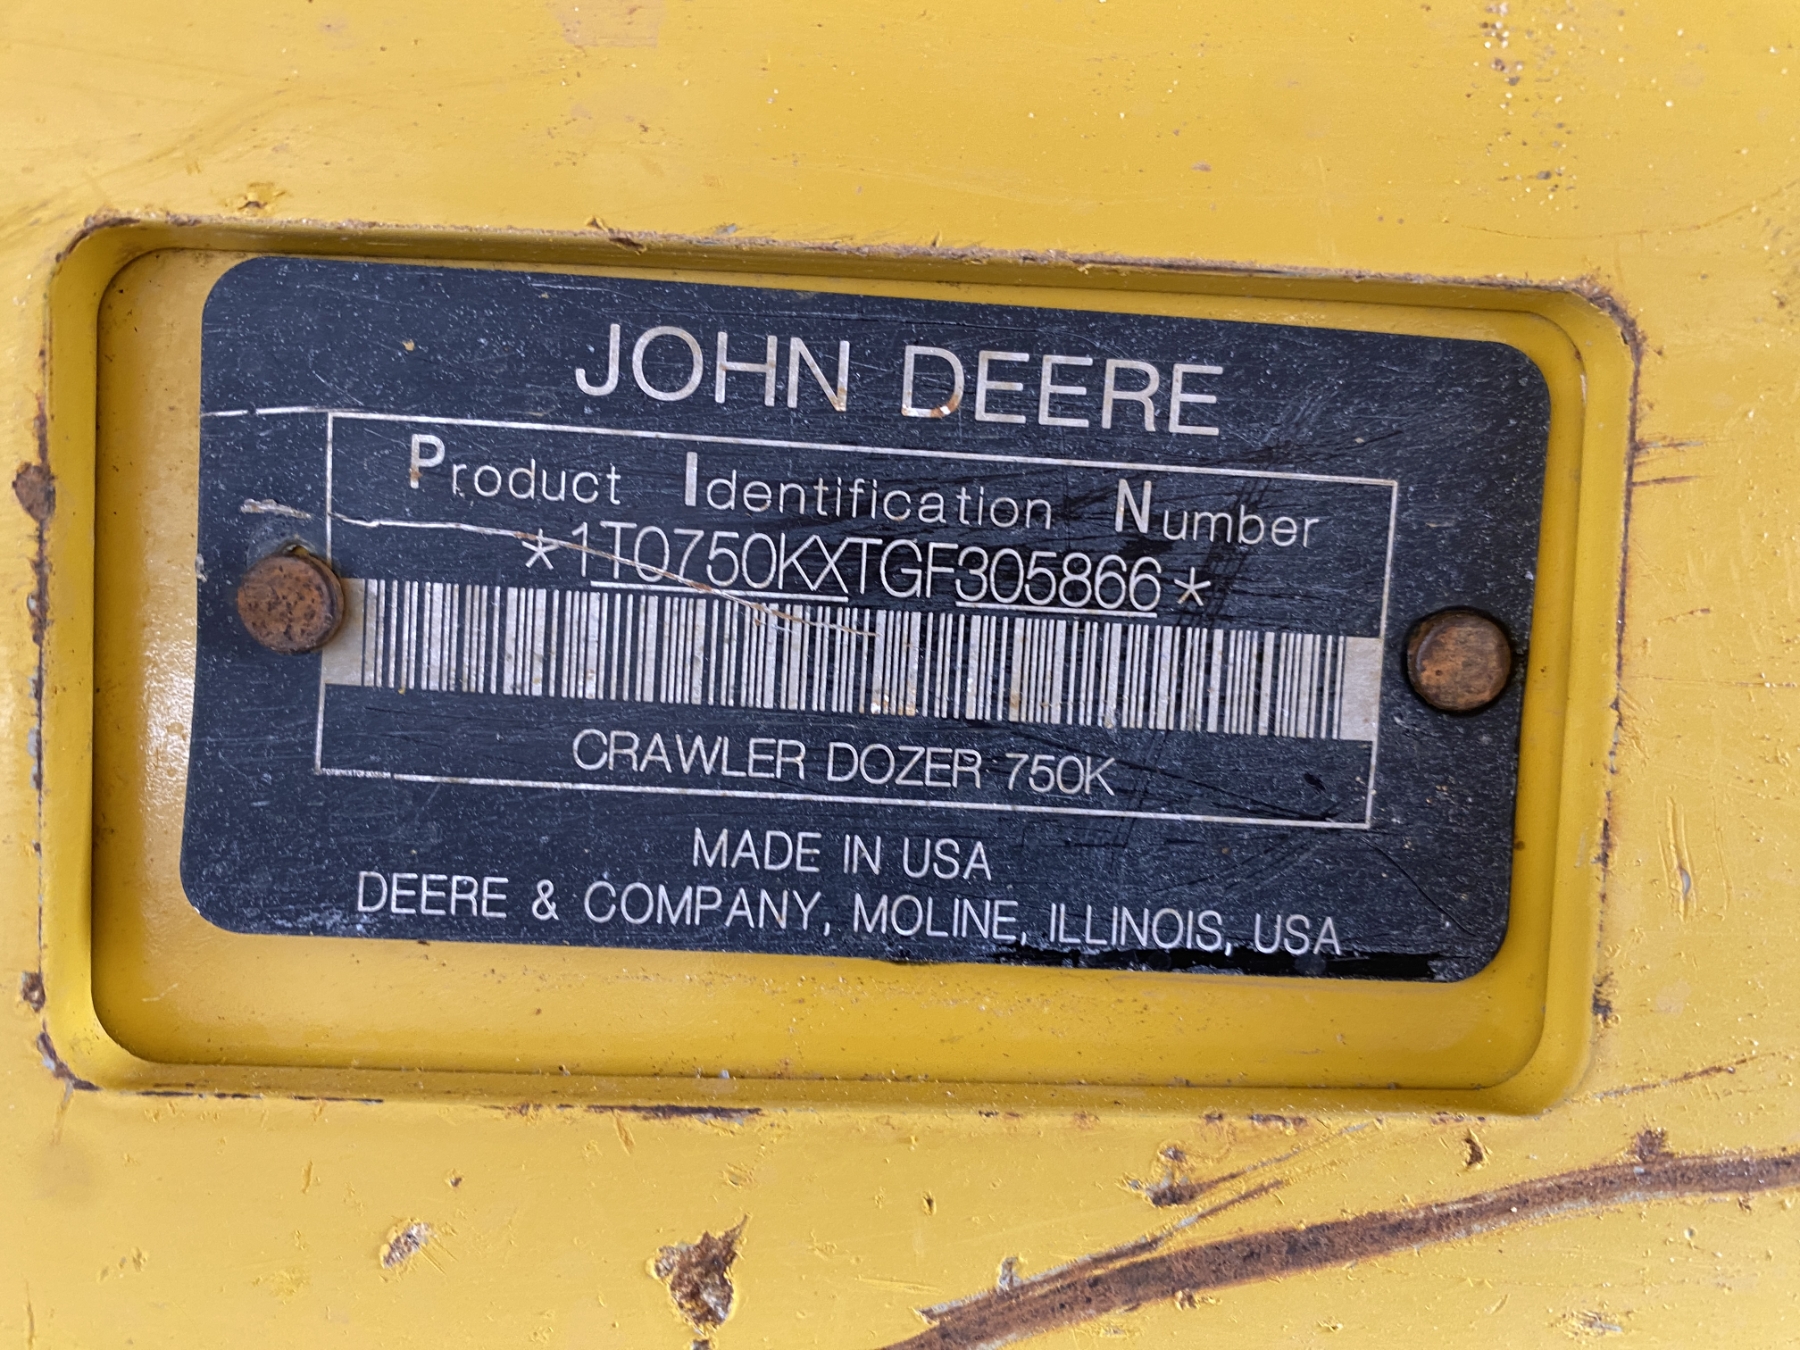 JOHN DEERE
Product Identification Number
*1T0750KXTGF305866*
CRAWLER DOZER 750K
MADE IN USA
DEERE & COMPANY, MOLINE, ILLINOIS, USA